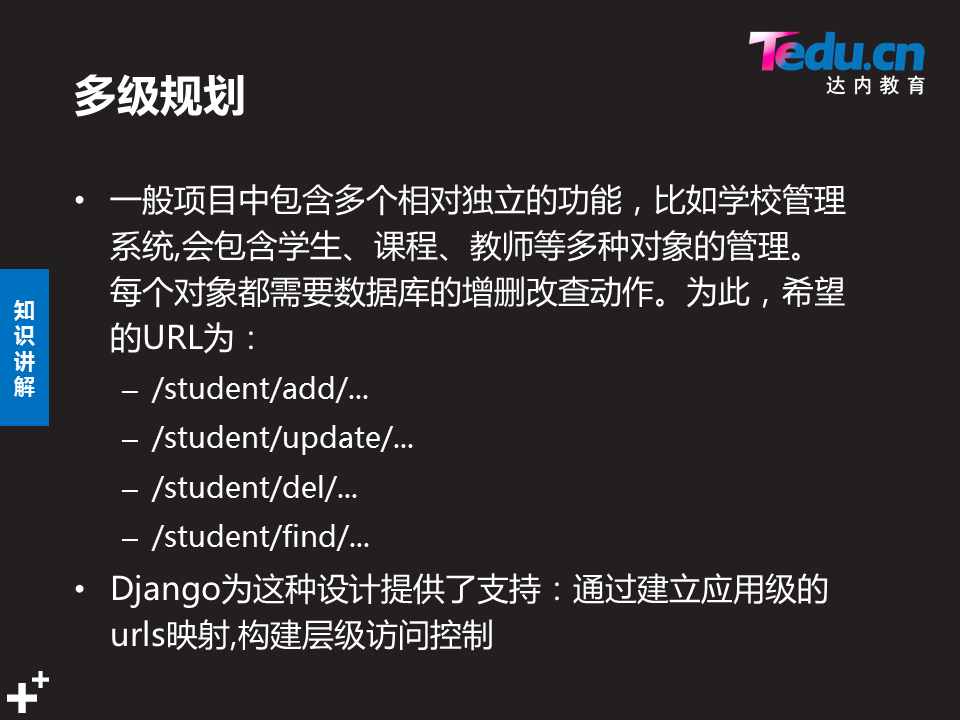 Tedu.cn
达内教育
多级规划
• 一般项目中包含多个相对独立的功能，比如学校管理
系统,会包含学生、课程、教师等多种对象的管理。
每个对象都需要数据库的增删改查动作。为此，希望
的URL为：
– /student/add/...
– /student/update/...
– /student/del/...
– /student/find/...
• Django为这种设计提供了支持：通过建立应用级的
urls映射,构建层级访问控制
知
识
讲
解